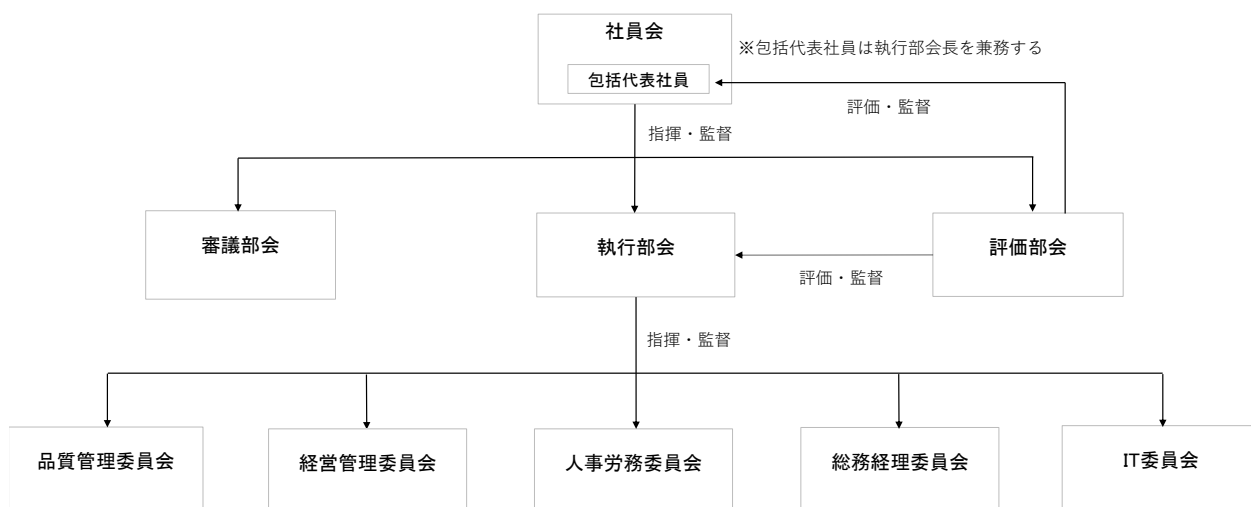 社員会
※包括代表社員は執行部会長を兼務する
包括代表社員
評価・監督
指揮・監督
審議部会
執行部会
評価部会
評価・監督
指揮・監督
品質管理委員会
経営管理委員会
人事労務委員会
総務経理委員会
IT委員会